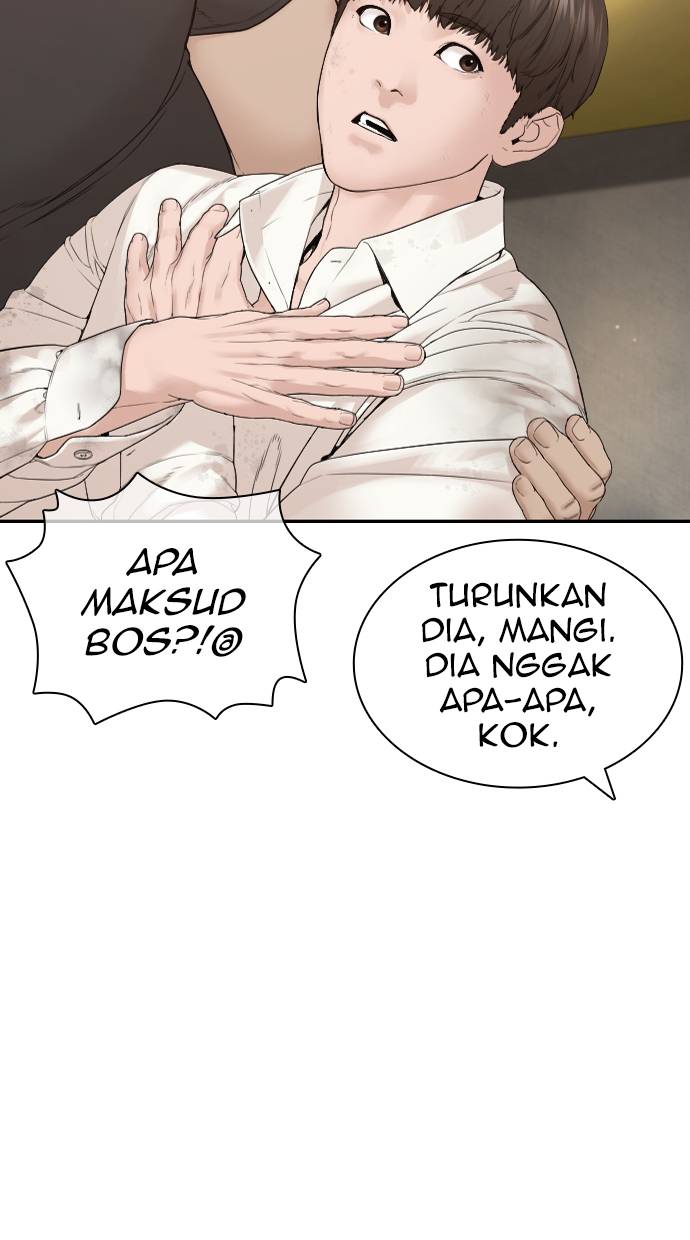 APA
MAKSUD
BOS?!@
TURUNKAN
DIA, MANGI.
DIA NGGAK
APA-APA,
KOK.